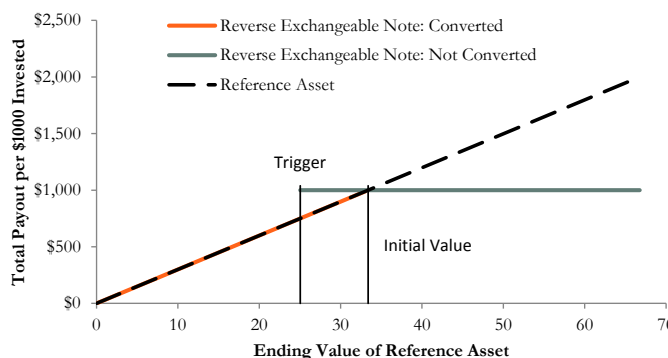 $2,500
$2,000
$1,500
$1,000
$500
$0
Total Payout per $1000 Invested
Reverse Exchangeable Note: Converted
Reverse Exchangeable Note: Not Converted
Reference Asset
Trigger
Initial Value
0 10 20 30 40 50 60 70
Ending Value of Reference Asset